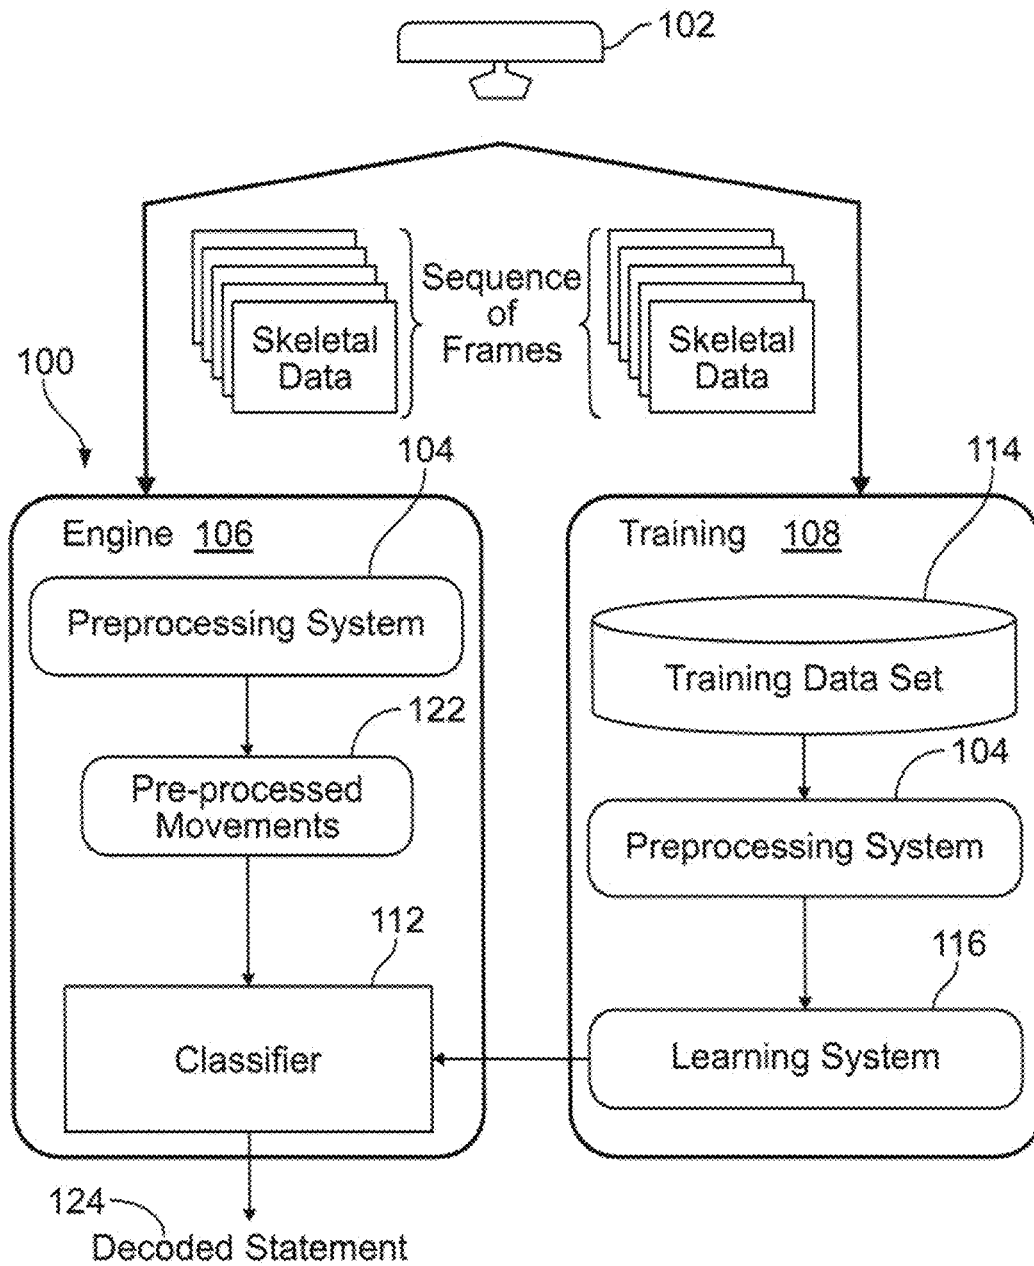 102
Sequence
of
Frames
Skeletal
Data
Skeletal
Data
100
104
114
Engine 106
Training 108
Preprocessing System
Training Data Set
122
104
Pre-processed
Movements
Preprocessing System
112
116
Classifier
Learning System
124
Decoded Statement